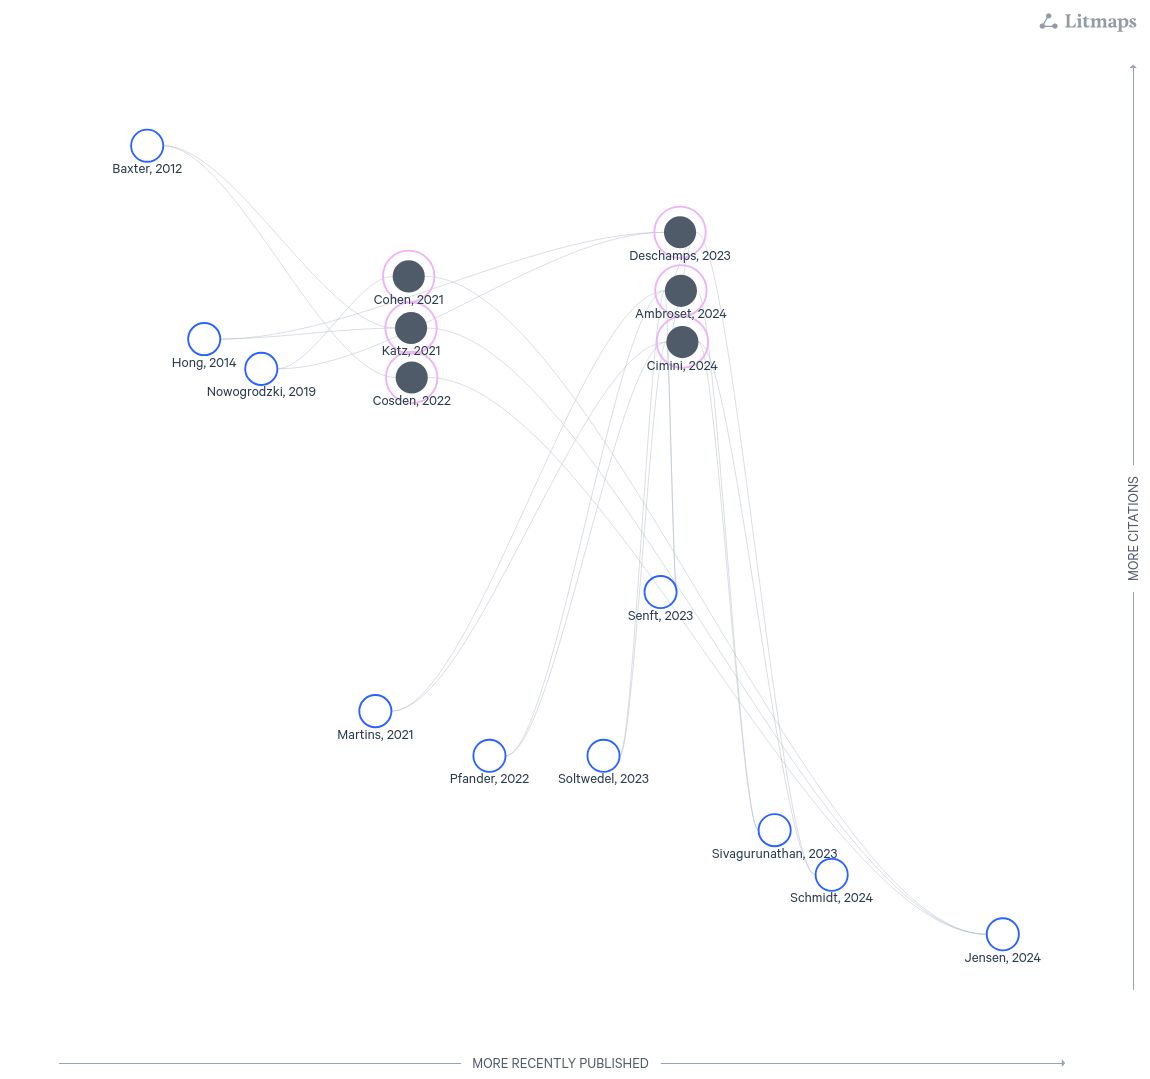 Litmaps
Baxter, 2012
Deschamps, 2023
Cohen, 2021
Ambroset, 2024
Katz, 2021
Hong, 2014
Cimini, 2024
Nowogrodzki, 2019
Cosden, 2022
MORE CITATIONS
Senft, 2023
Martins, 2021
Pfander, 2022
Soltwedel, 2023
Sivagurunathan, 2023
Schmidt, 2024
Jensen, 2024
MORE RECENTLY PUBLISHED